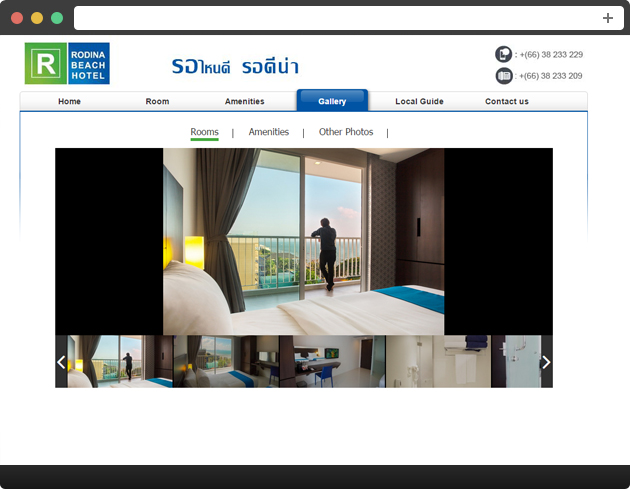 R RODINA
BEACH
HOTEL
รอไหนดี รอดีน่า
: +(66) 38 233 229
: +(66) 38 233 209
Home Room Amenities Gallery Local Guide Contact us
Rooms | Amenities | Other Photos |